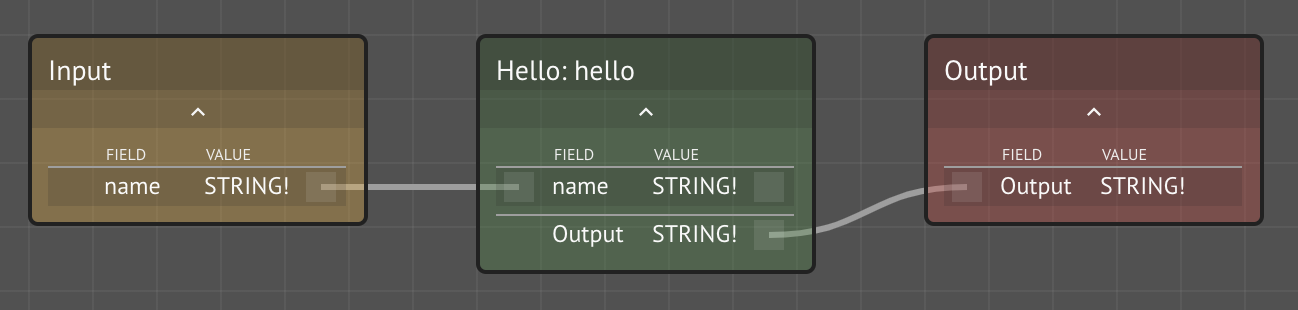 Input
FIELD VALUE
name STRING!
Hello: hello
FIELD VALUE
name STRING!
Output STRING!
Output
FIELD VALUE
Output STRING!